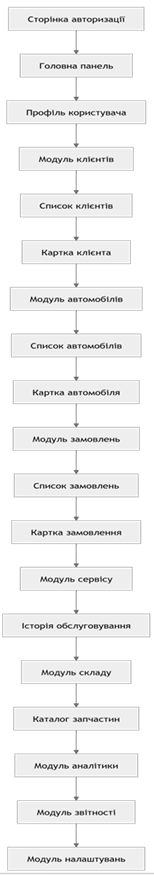 Сторінка авторизації
Головна панель
Профіль користувача
Модуль клієнтів
Список клієнтів
Картка клієнта
Модуль автомобілів
Список автомобілів
Картка автомобіля
Модуль замовлень
Список замовлень
Картка замовлення
Модуль сервісу
Історія обслуговування
Модуль складу
Каталог запчастин
Модуль аналітики
Модуль звітності
Модуль налаштувань